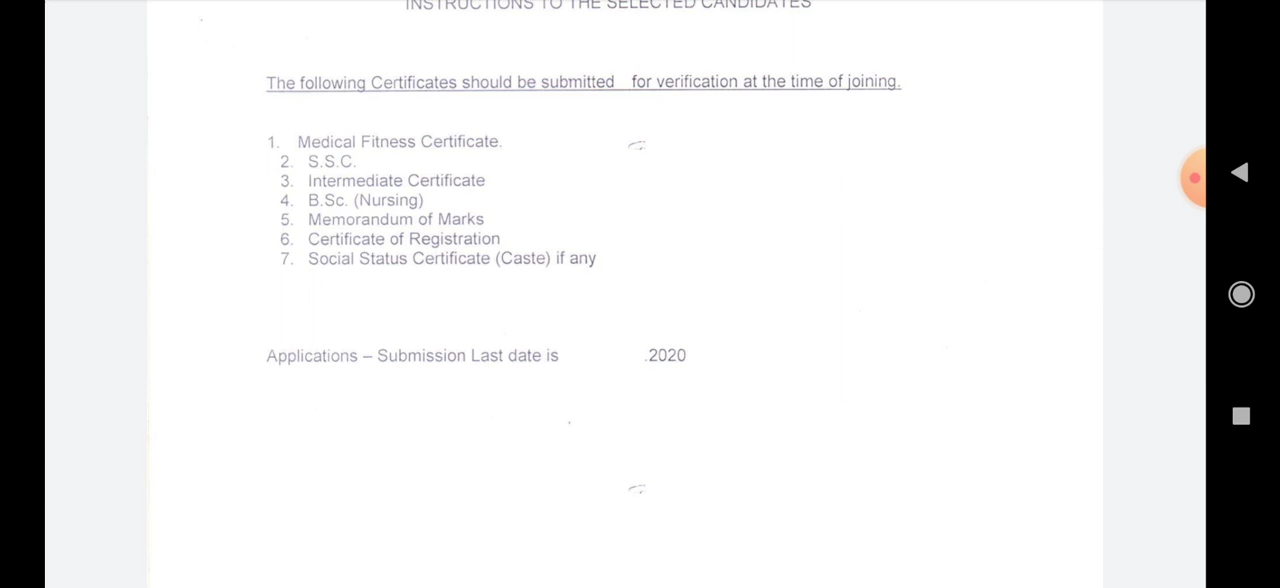 INSTRUCTIONS TO THE SELECTED CANDIDATES
The following Certificates should be submitted for verification at the time of joining.
1. Medical Fitness Certificate.
2. S.S.C.
3. Intermediate Certificate
4. B.Sc. (Nursing)
5. Memorandum of Marks
6. Certificate of Registration
7. Social Status Certificate (Caste) if any
Applications – Submission Last date is .2020